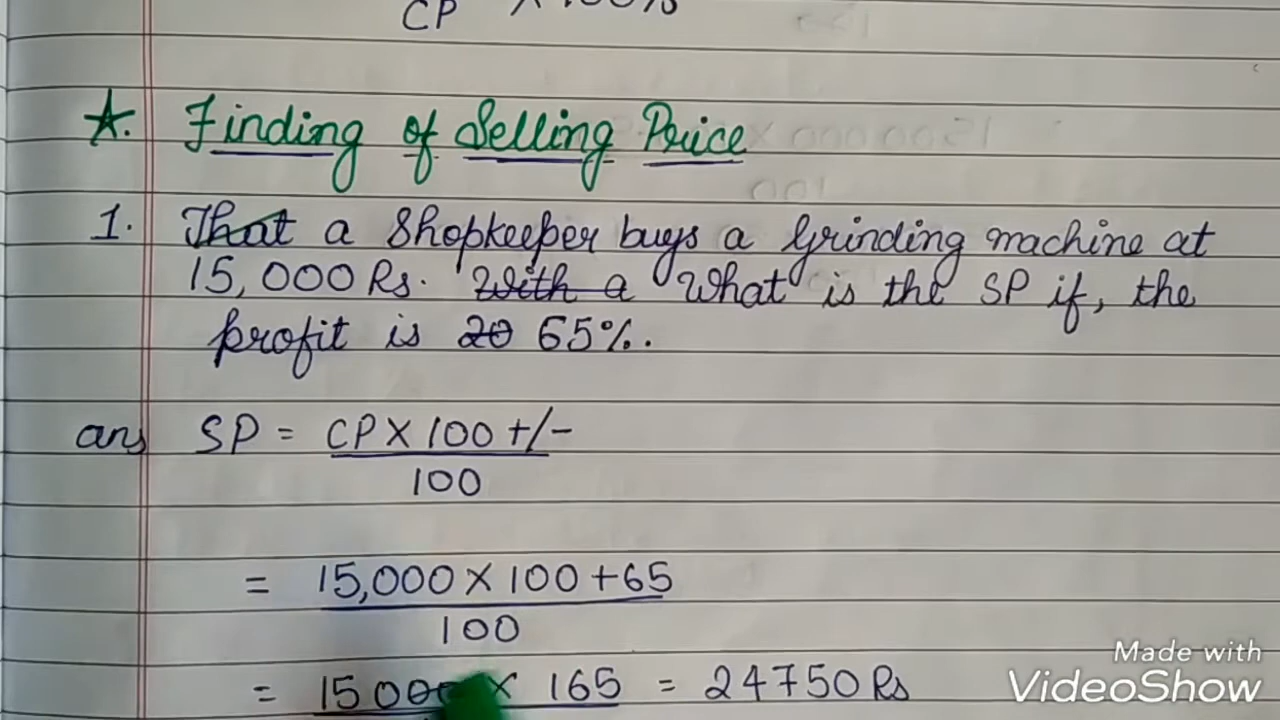 CP × 100%
★. Finding of Selling Price
1. That a Shopkeeper buys a Grinding machine at
15,000 Rs. With a What is the SP if, the
profit is 20 65%.
ans SP = CP × 100 +/-
100
= 15,000 × 100 + 65
100
= 15000 × 165 = 24750 Rs
Made with
VideoShow